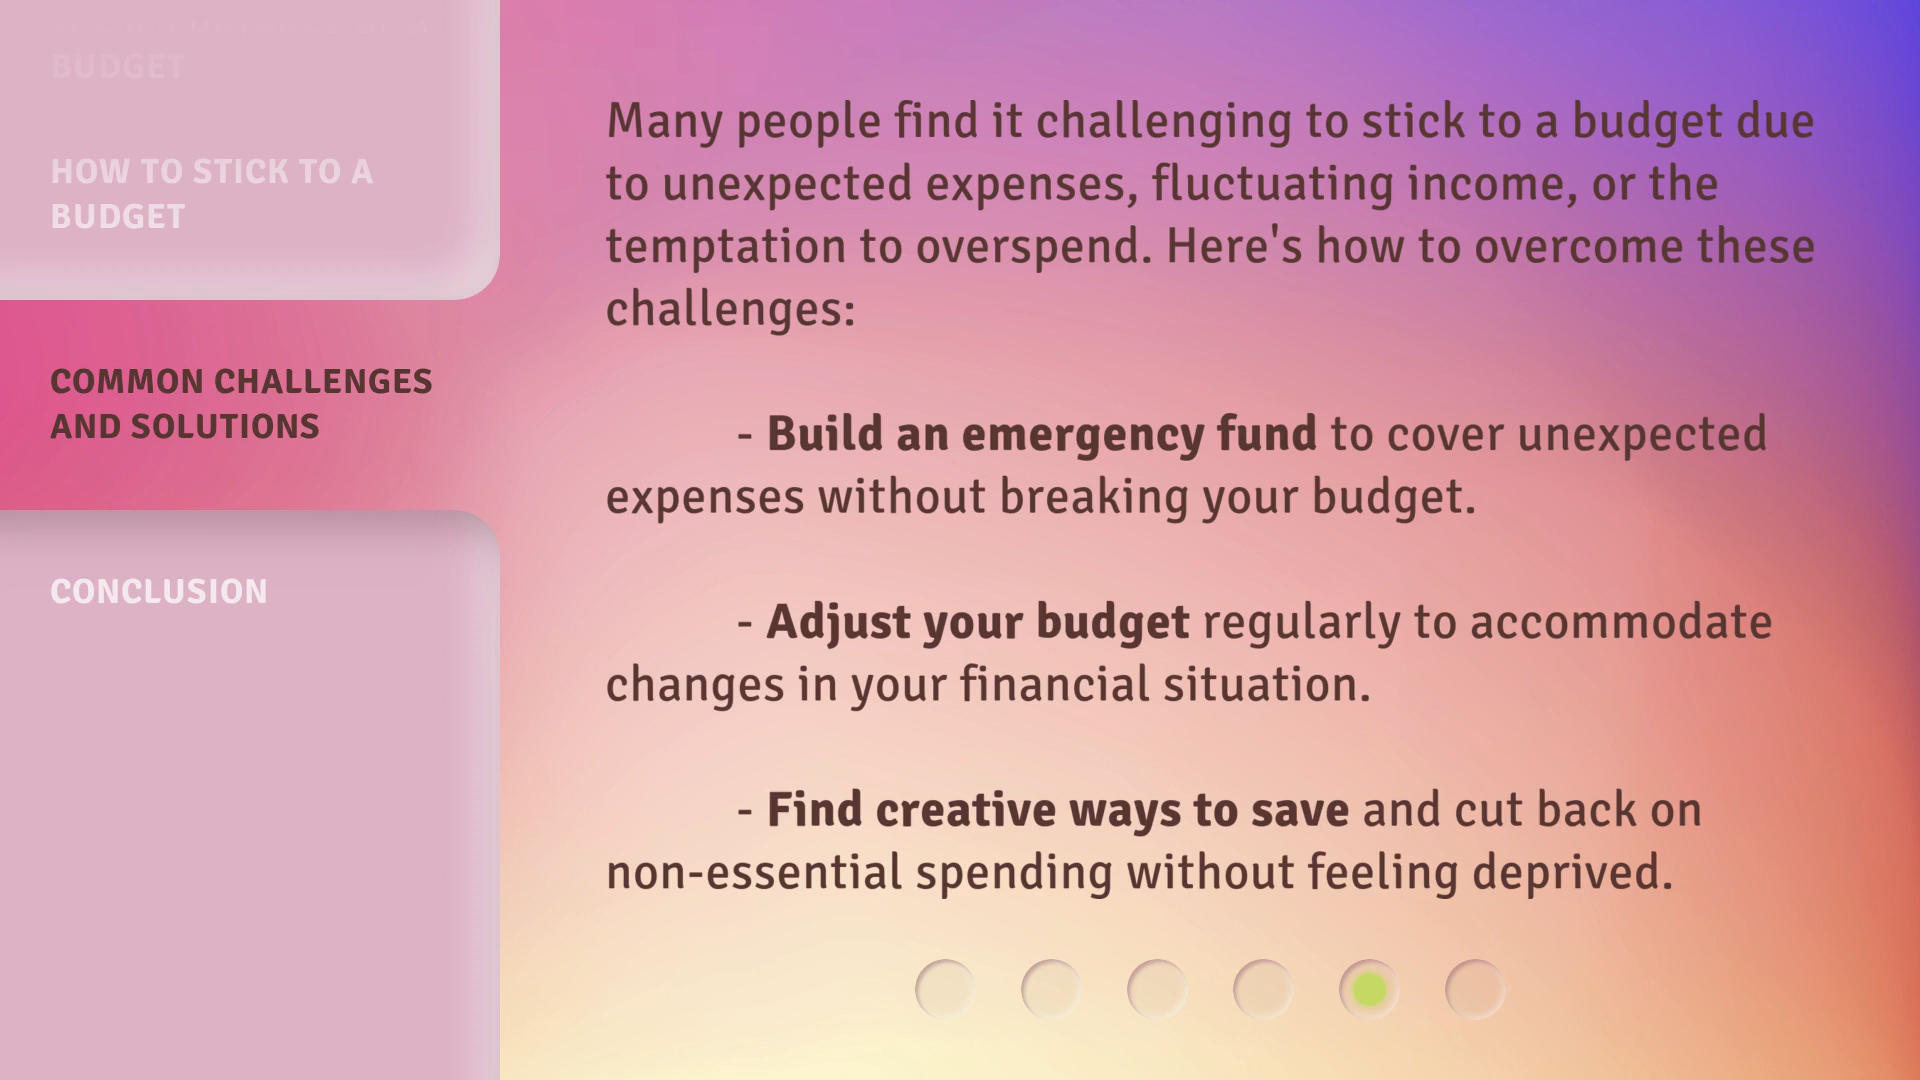 BUDGET
HOW TO STICK TO A
BUDGET
COMMON CHALLENGES
AND SOLUTIONS
CONCLUSION
Many people find it challenging to stick to a budget due
to unexpected expenses, fluctuating income, or the
temptation to overspend. Here's how to overcome these
challenges:
- Build an emergency fund to cover unexpected
expenses without breaking your budget.
- Adjust your budget regularly to accommodate
changes in your financial situation.
- Find creative ways to save and cut back on
non-essential spending without feeling deprived.